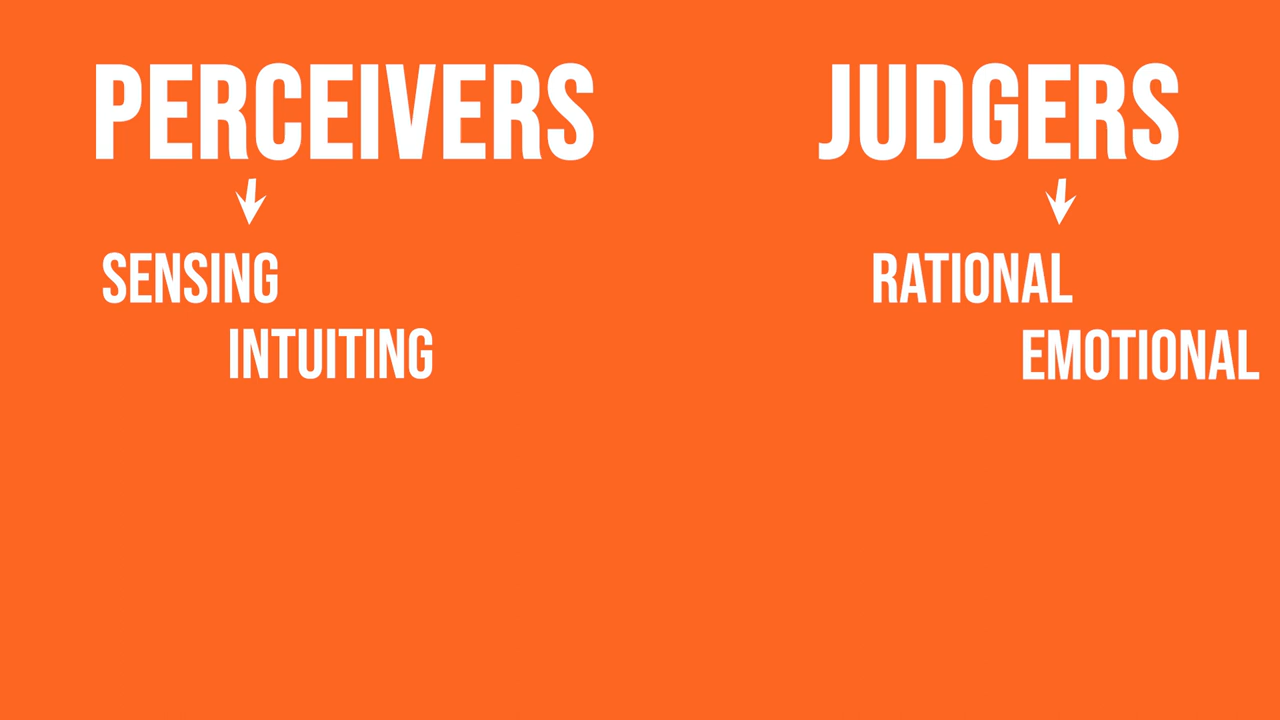 PERCEIVERS
SENSING
INTUITING
JUDGERS
RATIONAL
EMOTIONAL